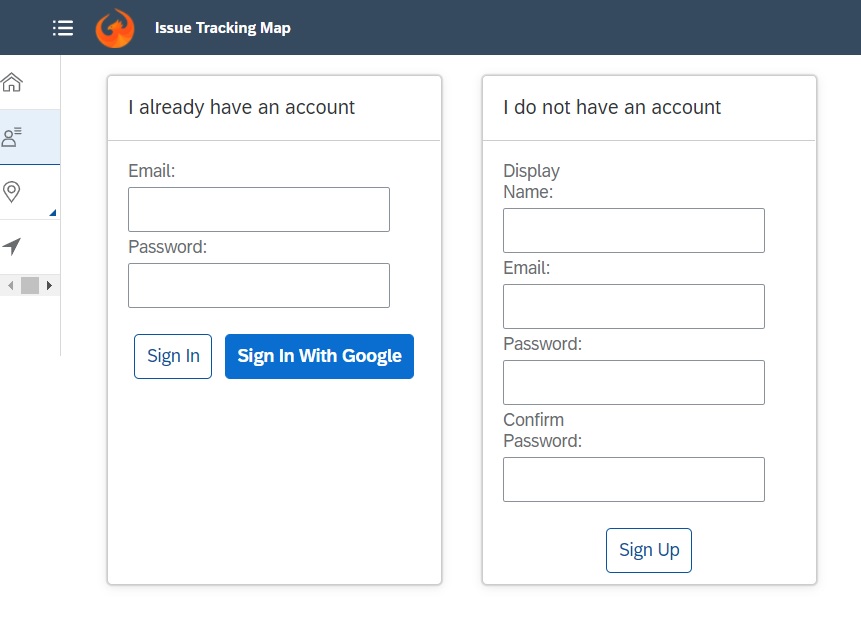 Issue Tracking Map
I already have an account
Email:
Password:
Sign In
Sign In With Google
I do not have an account
Display
Name:
Email:
Password:
Confirm
Password:
Sign Up